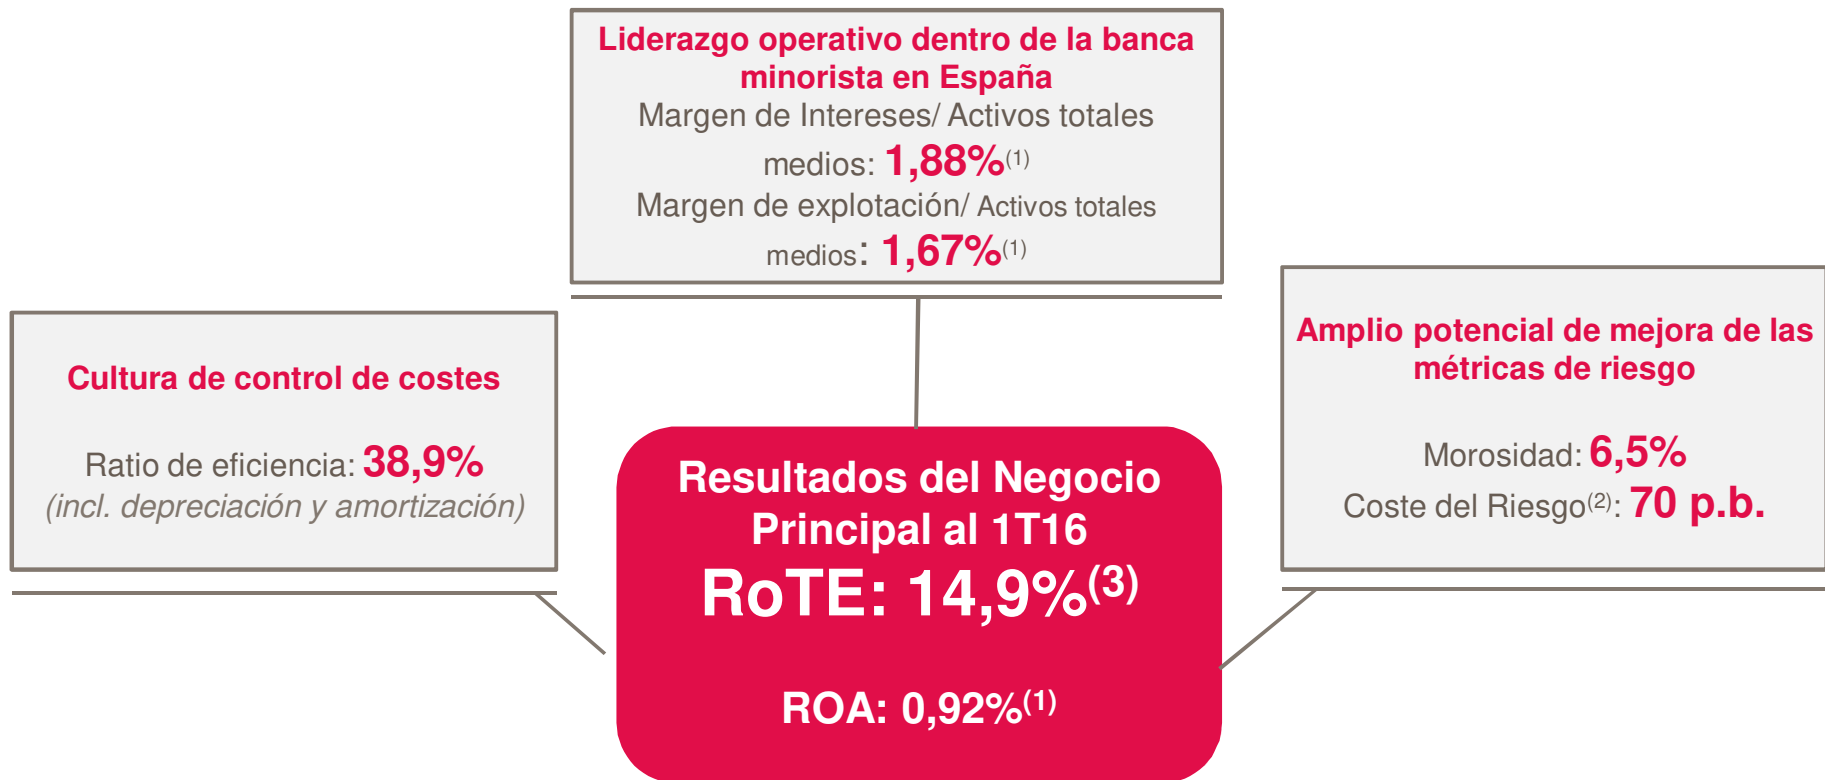 Liderazgo operativo dentro de la banca
minorista en España
Margen de Intereses/ Activos totales
medios: 1,88%(1)
Margen de explotación/ Activos totales
medios: 1,67%(1)
Cultura de control de costes
Ratio de eficiencia: 38,9%
(incl. depreciación y amortización)
Amplio potencial de mejora de las
métricas de riesgo
Morosidad: 6,5%
Coste del Riesgo(2): 70 p.b.
Resultados del Negocio
Principal al 1T16
RoTE: 14,9%(3)
ROA: 0,92%(1)